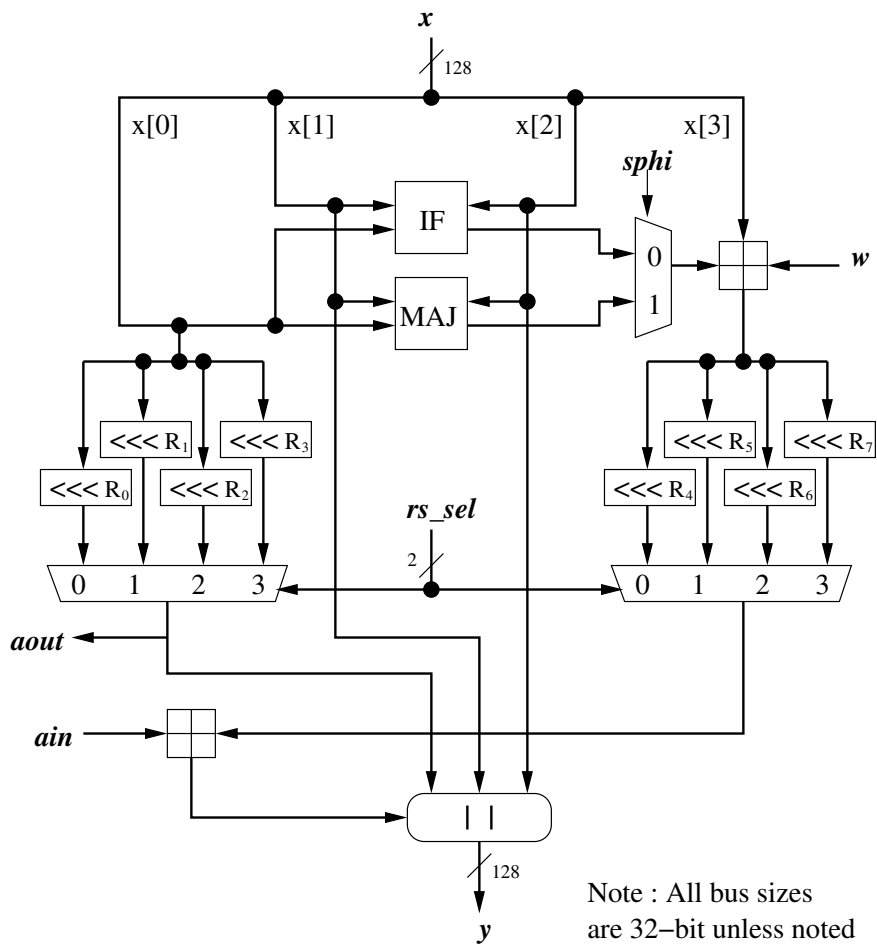 x
128
x[0] x[1] x[2] x[3]
sphi
IF
0
w
1
MAJ
<<< R₁ <<< R₃ <<< R₅ <<< R₇
<<< R₀ <<< R₂ <<< R₄ <<< R₆
rs_sel
2
0 1 2 3 0 1 2 3
aout
ain
| |
128
y
Note : All bus sizes
are 32−bit unless noted